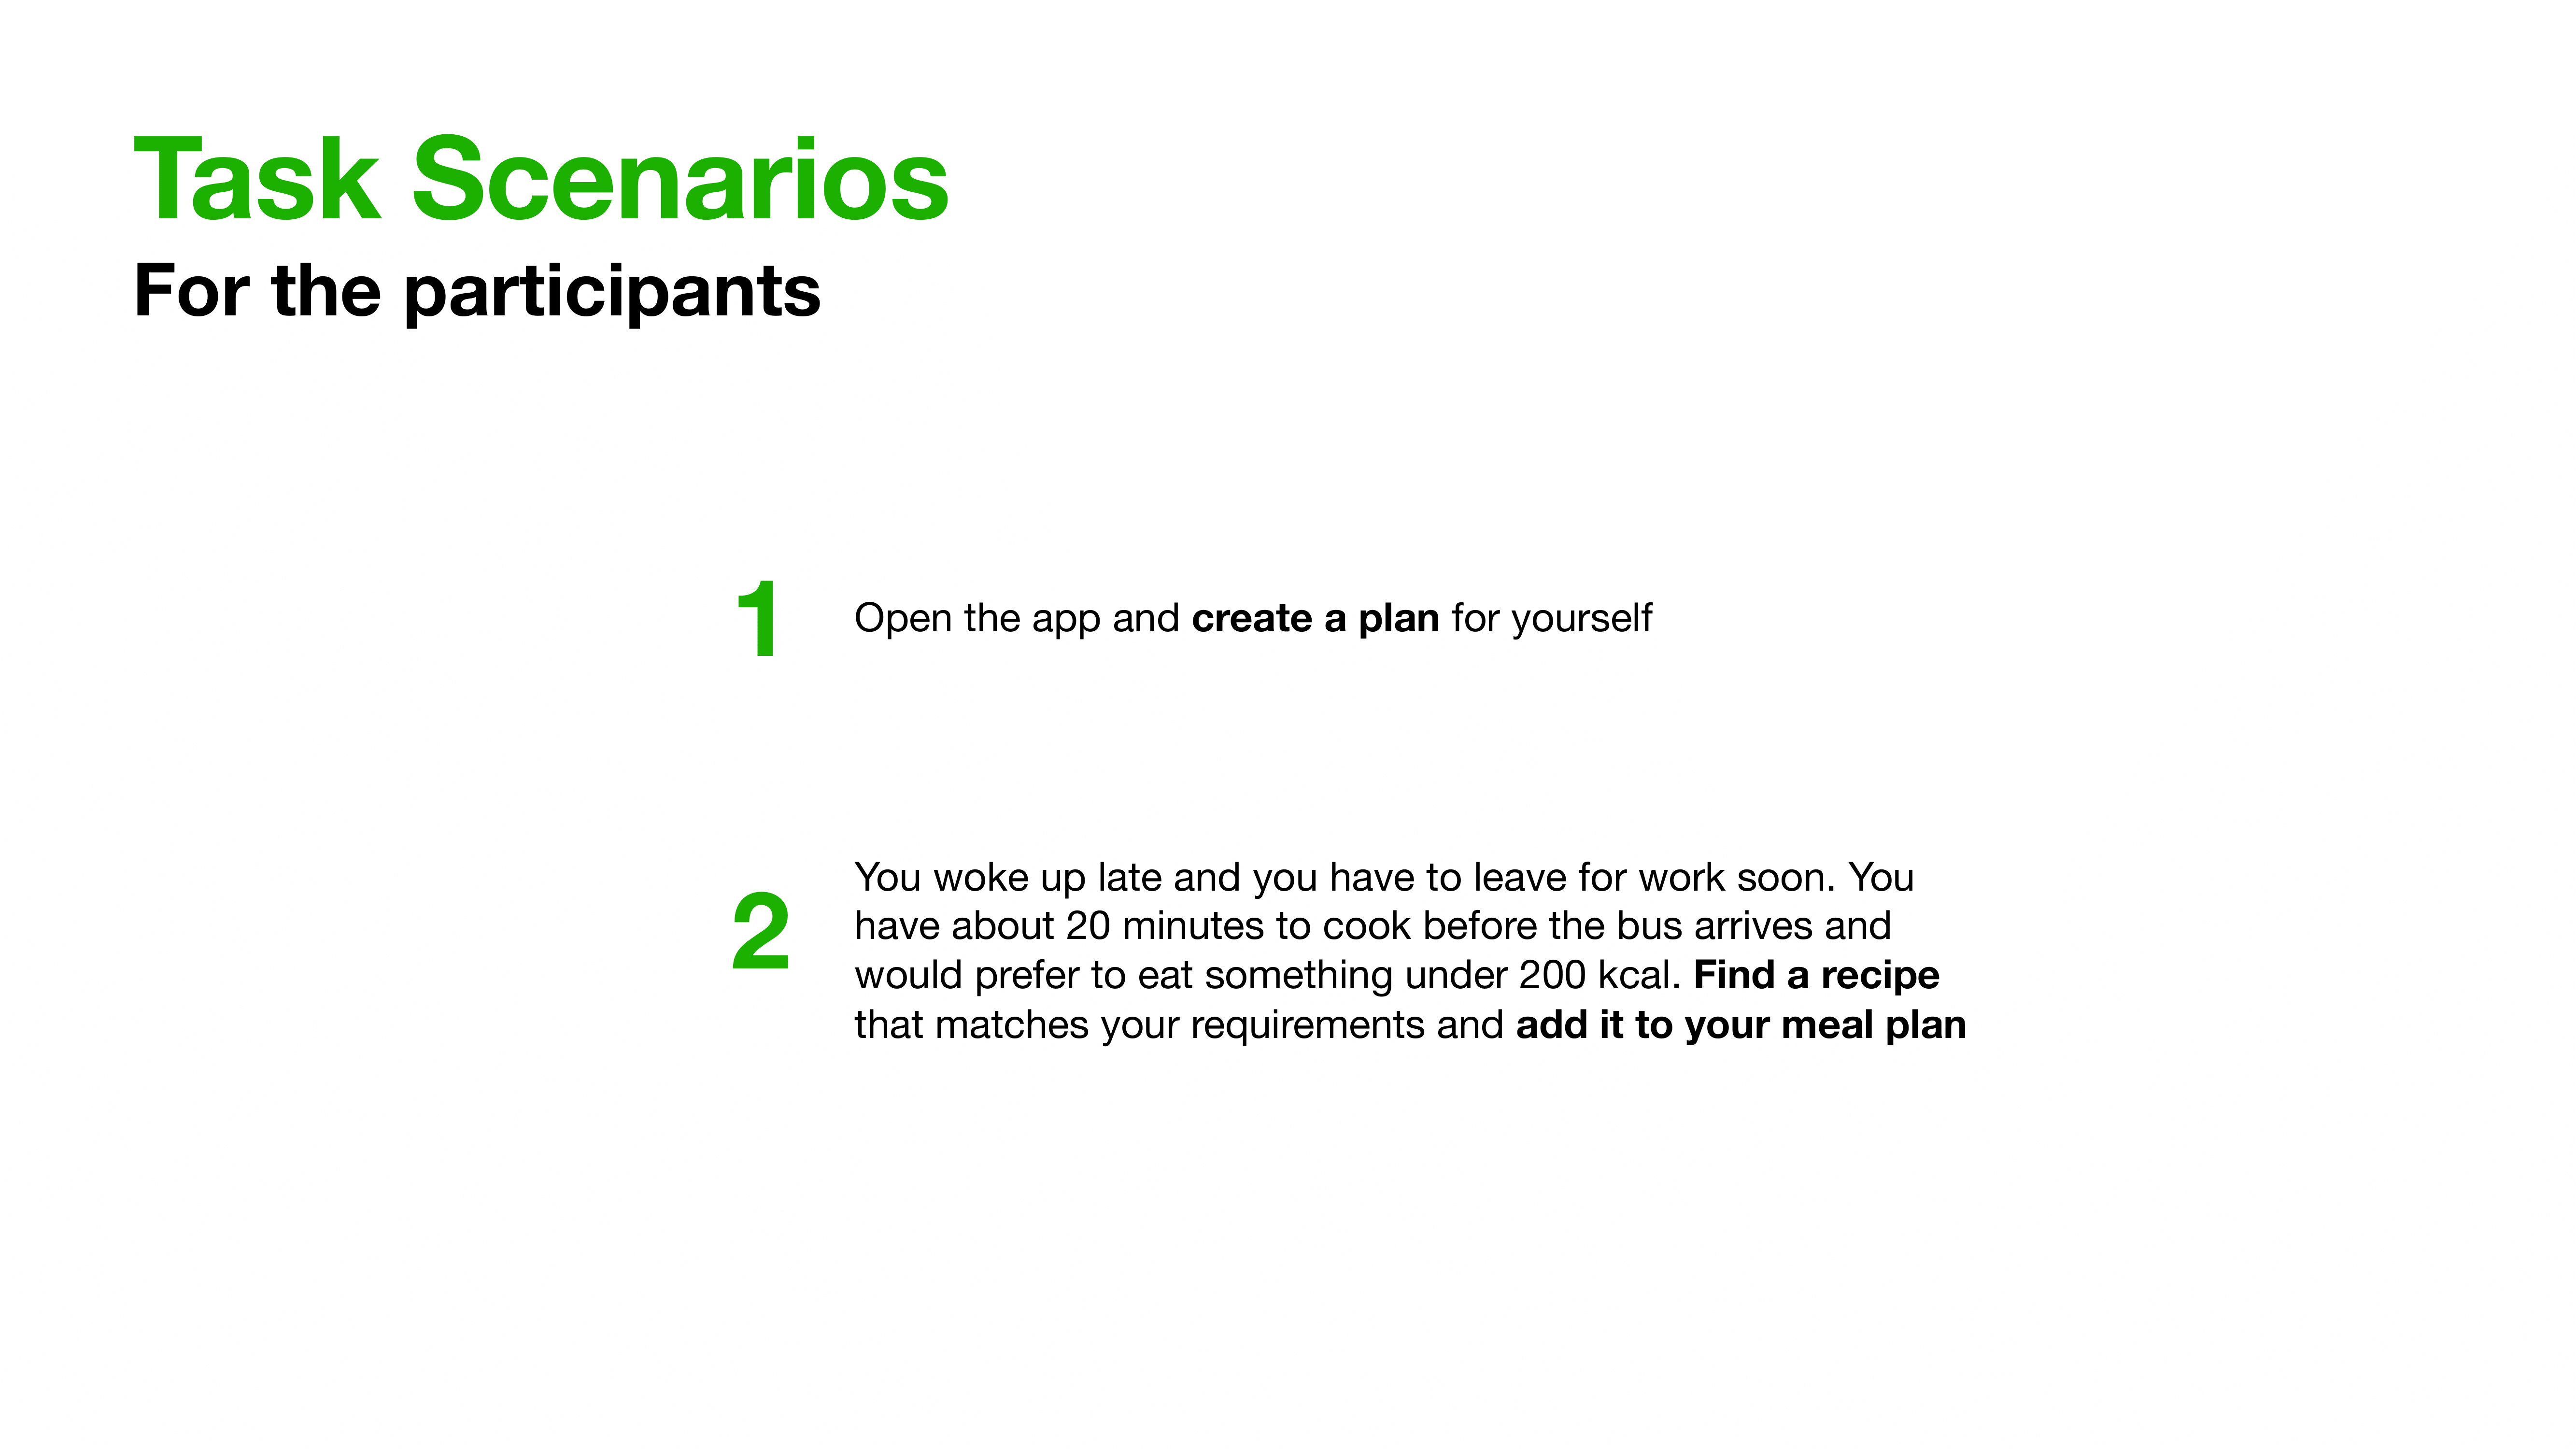 Task Scenarios
For the participants
1
Open the app and create a plan for yourself
2
You woke up late and you have to leave for work soon. You
have about 20 minutes to cook before the bus arrives and
would prefer to eat something under 200 kcal. Find a recipe
that matches your requirements and add it to your meal plan